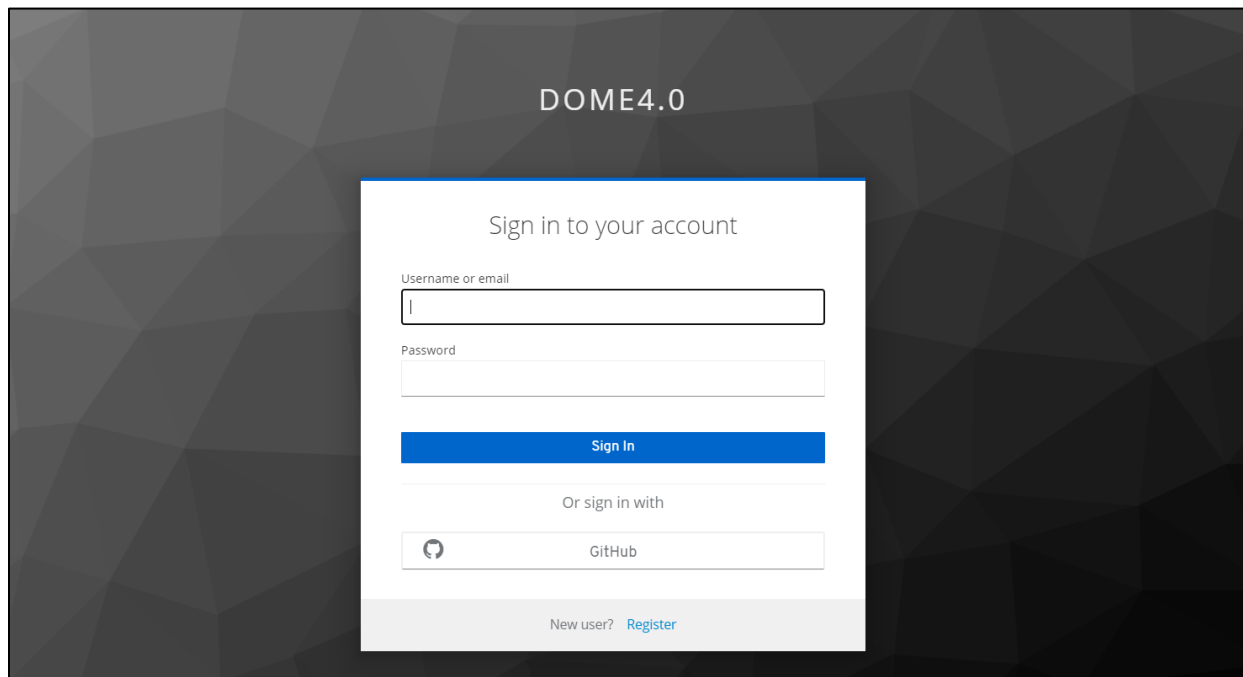 DOME4.0
Sign in to your account
Username or email
Password
Sign In
Or sign in with
GitHub
New user? Register